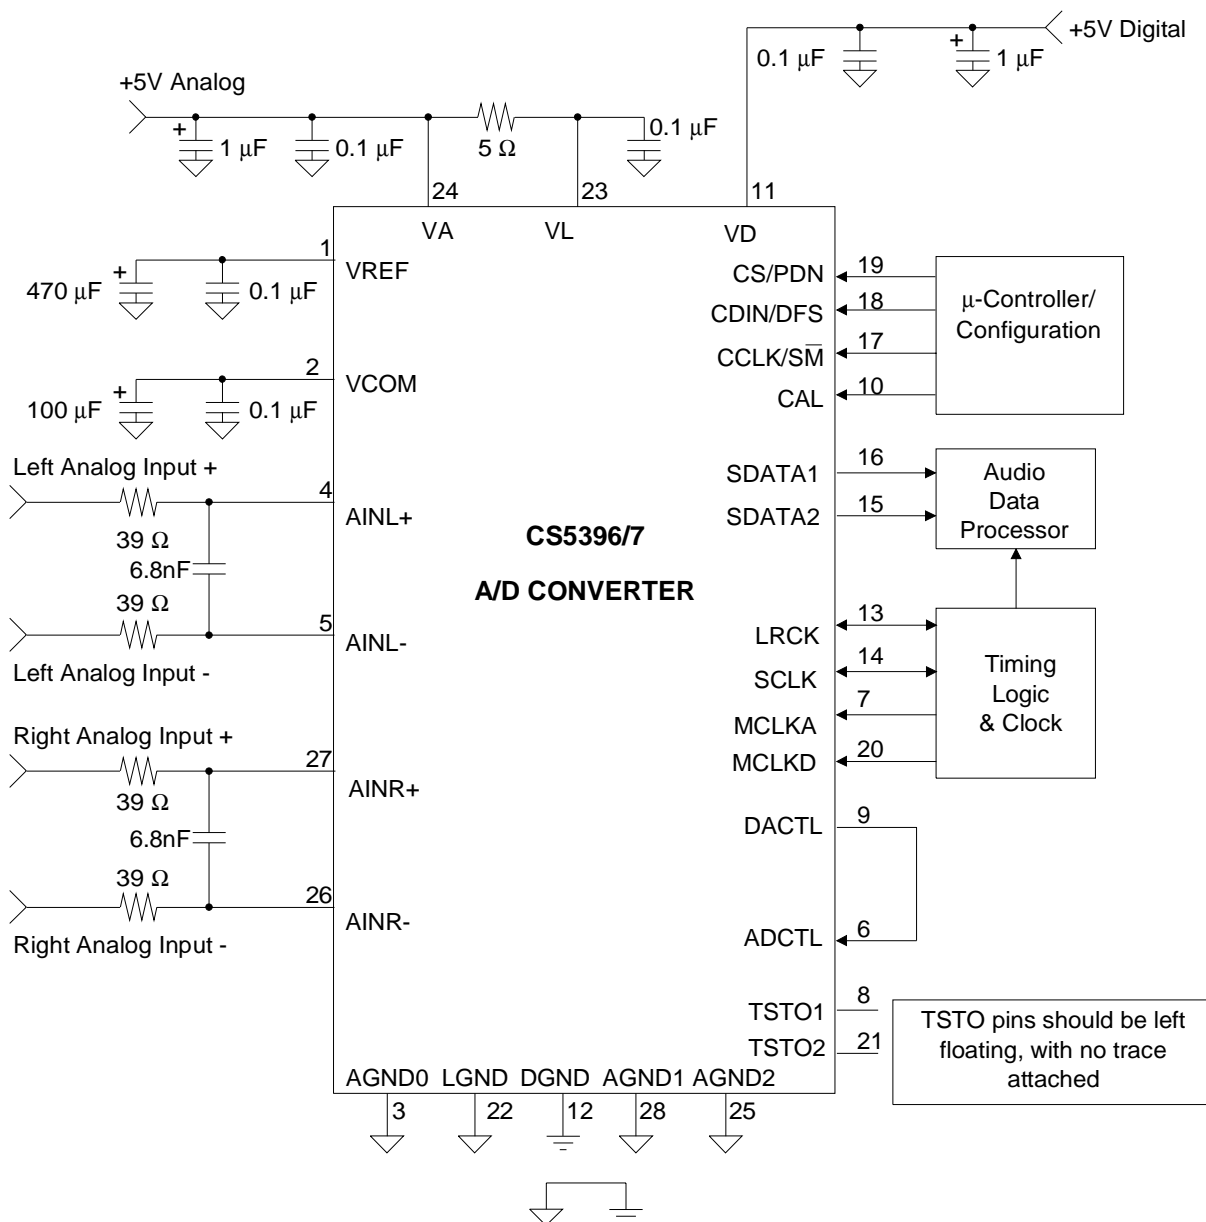 +5V Digital
0.1 μF
+
1 μF
+5V Analog
+
1 μF
0.1 μF
5 Ω
0.1 μF
24
23
11
VA
VL
VD
1
VREF
+
470 μF
0.1 μF
2
VCOM
+
100 μF
0.1 μF
Left Analog Input +
4
AINL+
39 Ω
6.8nF
39 Ω
5
AINL-
Left Analog Input -
Right Analog Input +
27
AINR+
39 Ω
6.8nF
39 Ω
26
AINR-
Right Analog Input -
CS5396/7
A/D CONVERTER
CS/PDN
19
CDIN/DFS
18
CCLK/SM̅
17
CAL
10
μ-Controller/
Configuration
SDATA1
16
SDATA2
15
Audio
Data
Processor
LRCK
13
SCLK
14
MCLKA
7
MCLKD
20
Timing
Logic
& Clock
DACTL
9
ADCTL
6
TSTO1
8
TSTO2
21
TSTO pins should be left
floating, with no trace
attached
AGND0 LGND DGND AGND1 AGND2
3 22 12 28 25